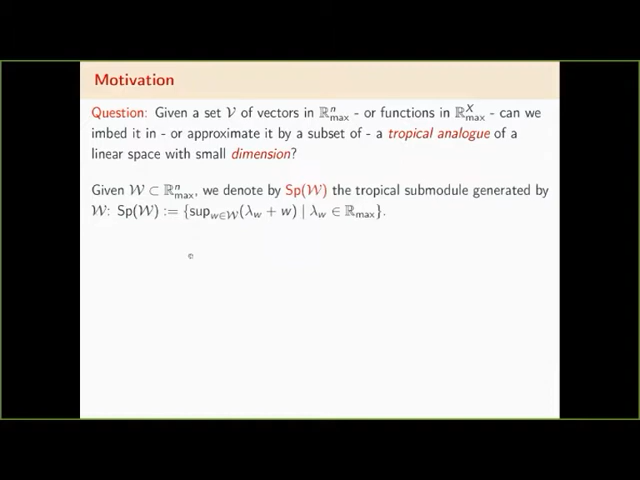 Motivation
Question: Given a set 𝒱 of vectors in ℝⁿ_max - or functions in ℝ^X_max - can we
imbed it in - or approximate it by a subset of - a tropical analogue of a
linear space with small dimension?
Given 𝒲 ⊂ ℝⁿ_max, we denote by Sp(𝒲) the tropical submodule generated by
𝒲: Sp(𝒲) := {sup_{w∈𝒲}(λ_w + w) | λ_w ∈ ℝ_max}.